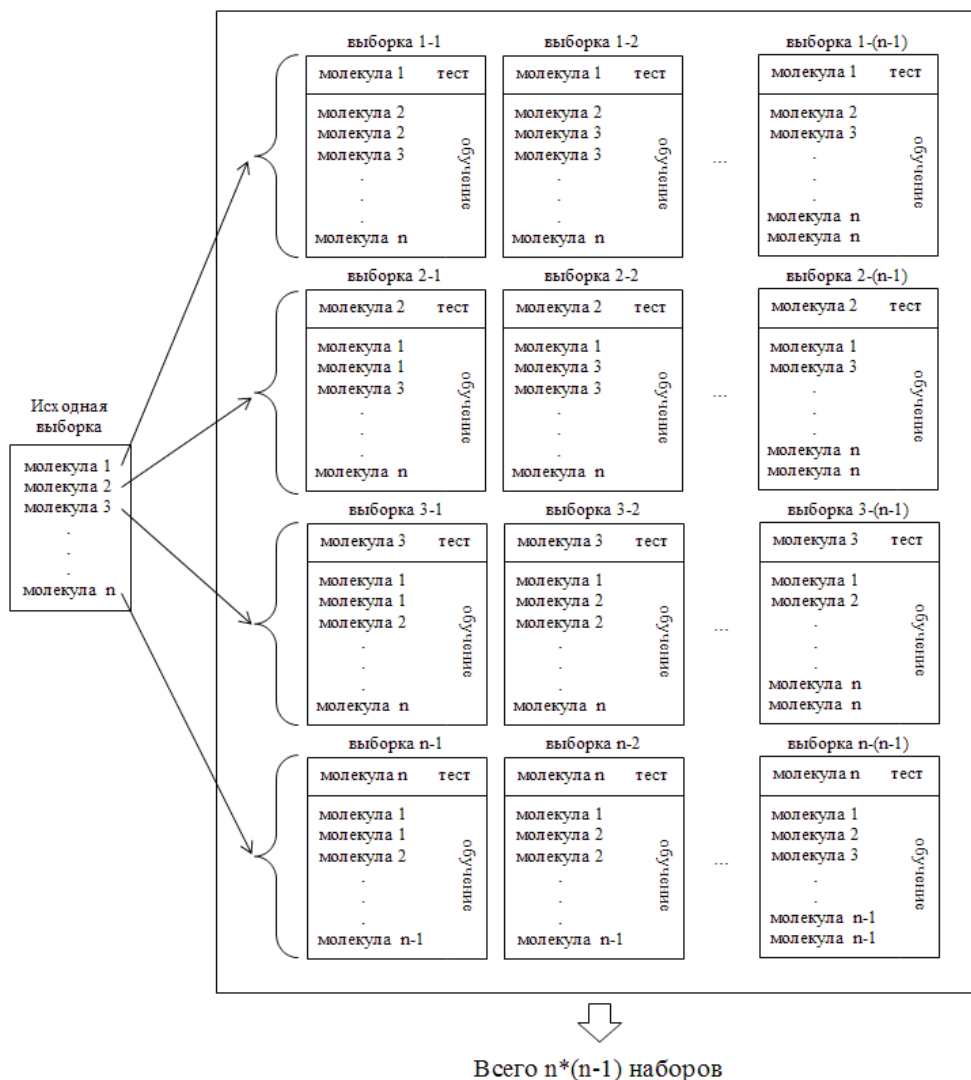 Исходная
выборка
молекула 1
молекула 2
молекула 3
.
.
.
молекула n
выборка 1-1
молекула 1 тест
молекула 2
молекула 2
молекула 3
.
.
.
молекула n
обучение
выборка 1-2
молекула 1 тест
молекула 2
молекула 3
молекула 3
.
.
.
молекула n
обучение
...
выборка 1-(n-1)
молекула 1 тест
молекула 2
молекула 3
.
.
.
молекула n
молекула n
обучение
выборка 2-1
молекула 2 тест
молекула 1
молекула 1
молекула 3
.
.
.
молекула n
обучение
выборка 2-2
молекула 2 тест
молекула 1
молекула 3
молекула 3
.
.
.
молекула n
обучение
...
выборка 2-(n-1)
молекула 2 тест
молекула 1
молекула 3
.
.
.
молекула n
молекула n
обучение
выборка 3-1
молекула 3 тест
молекула 1
молекула 1
молекула 2
.
.
.
молекула n
обучение
выборка 3-2
молекула 3 тест
молекула 1
молекула 2
молекула 2
.
.
.
молекула n
обучение
...
выборка 3-(n-1)
молекула 3 тест
молекула 1
молекула 2
.
.
.
молекула n
молекула n
обучение
выборка n-1
молекула n тест
молекула 1
молекула 1
молекула 2
.
.
.
молекула n-1
обучение
выборка n-2
молекула n тест
молекула 1
молекула 2
молекула 2
.
.
.
молекула n-1
обучение
...
выборка n-(n-1)
молекула n тест
молекула 1
молекула 2
молекула 3
.
.
молекула n-1
молекула n-1
обучение
Всего n*(n-1) наборов